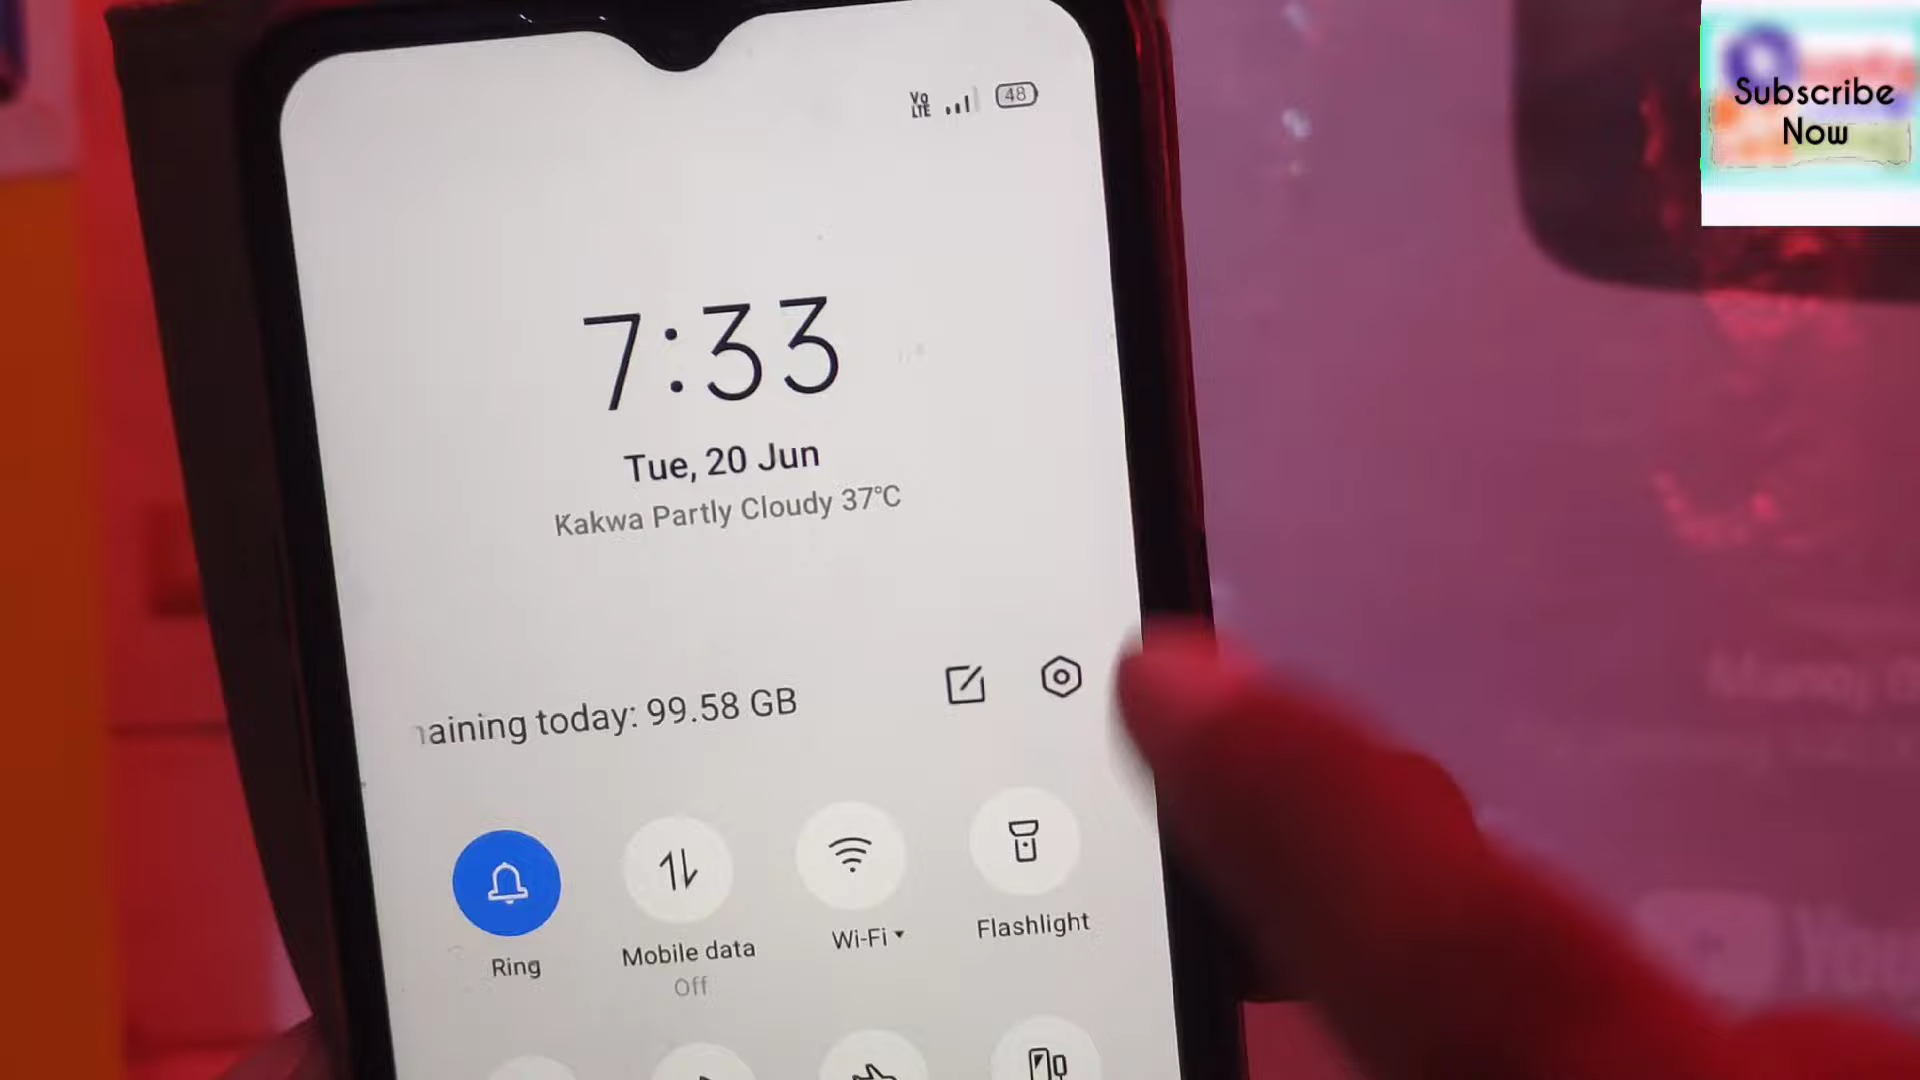 Subscribe
Now
Vo
LTE
48
7:33
Tue, 20 Jun
Kakwa Partly Cloudy 37°C
aining today: 99.58 GB
Ring
Mobile data
Off
Wi-Fi
Flashlight